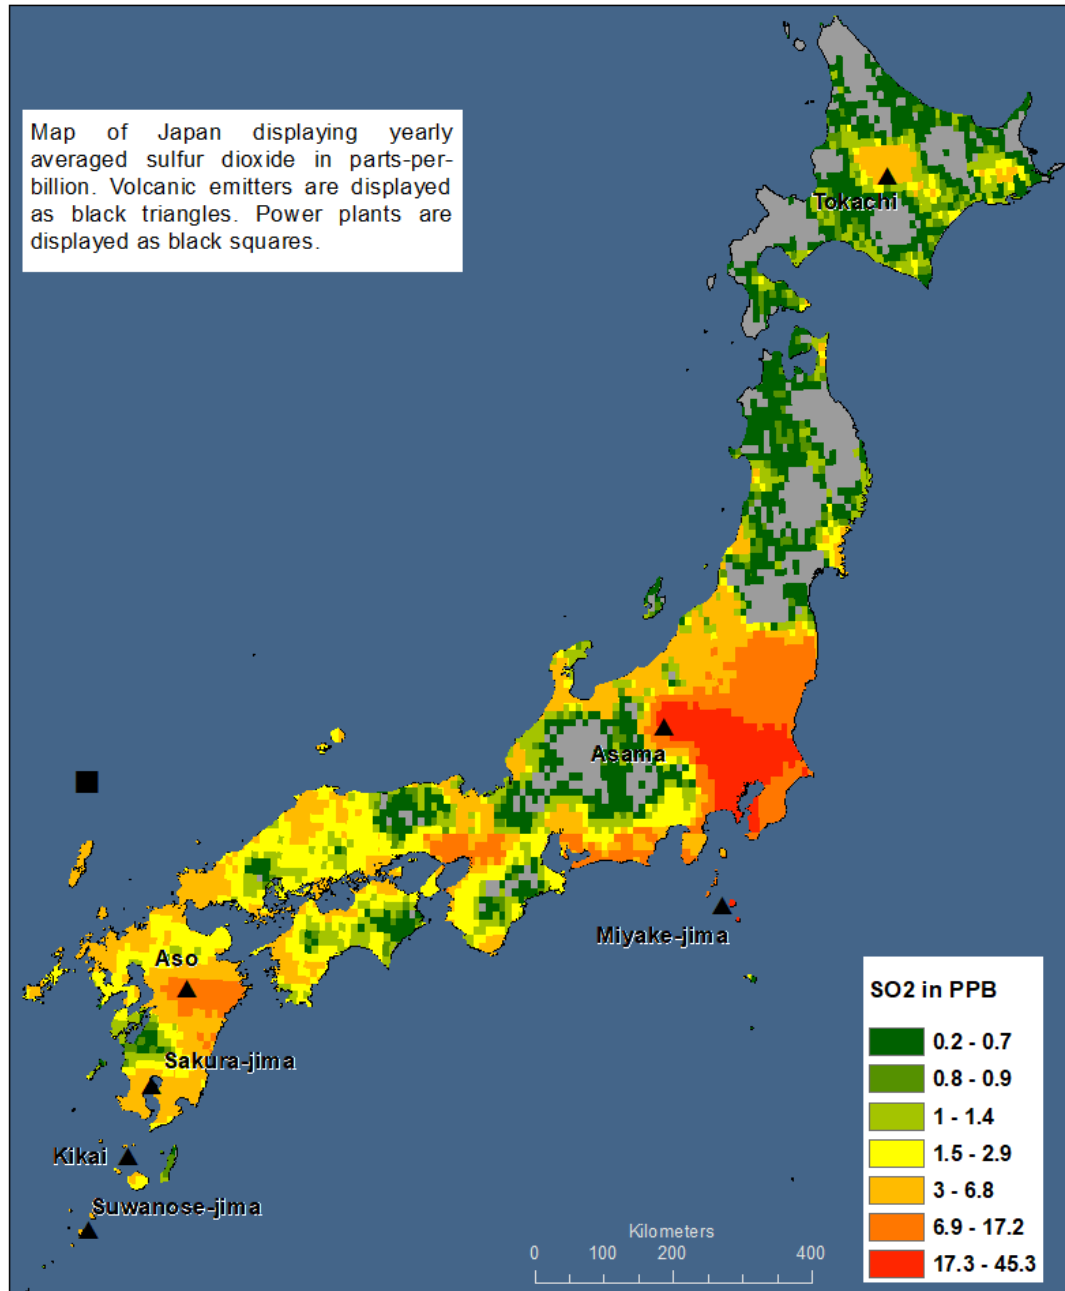 Map of Japan displaying yearly
averaged sulfur dioxide in parts-per-
billion. Volcanic emitters are displayed
as black triangles. Power plants are
displayed as black squares.
Tokachi
Asama
Miyake-jima
Aso
Sakura-jima
Kikai
Suwanose-jima
Kilometers
0 100 200 400
SO2 in PPB
0.2 - 0.7
0.8 - 0.9
1 - 1.4
1.5 - 2.9
3 - 6.8
6.9 - 17.2
17.3 - 45.3